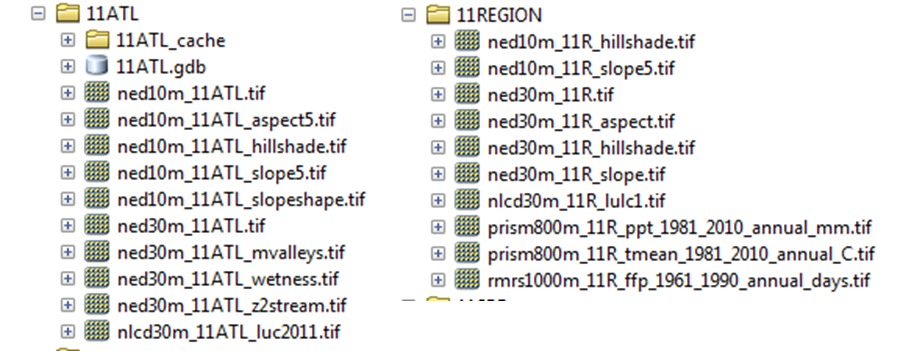 11ATL
11ATL_cache
11ATL.gdb
ned10m_11ATL.tif
ned10m_11ATL_aspect5.tif
ned10m_11ATL_hillshade.tif
ned10m_11ATL_slope5.tif
ned10m_11ATL_slopeshape.tif
ned30m_11ATL.tif
ned30m_11ATL_mvalleys.tif
ned30m_11ATL_wetness.tif
ned30m_11ATL_z2stream.tif
nlcd30m_11ATL_luc2011.tif
11REGION
ned10m_11R_hillshade.tif
ned10m_11R_slope5.tif
ned30m_11R.tif
ned30m_11R_aspect.tif
ned30m_11R_hillshade.tif
ned30m_11R_slope.tif
nlcd30m_11R_lulc1.tif
prism800m_11R_ppt_1981_2010_annual_mm.tif
prism800m_11R_tmean_1981_2010_annual_C.tif
rmrs1000m_11R_ffp_1961_1990_annual_days.tif